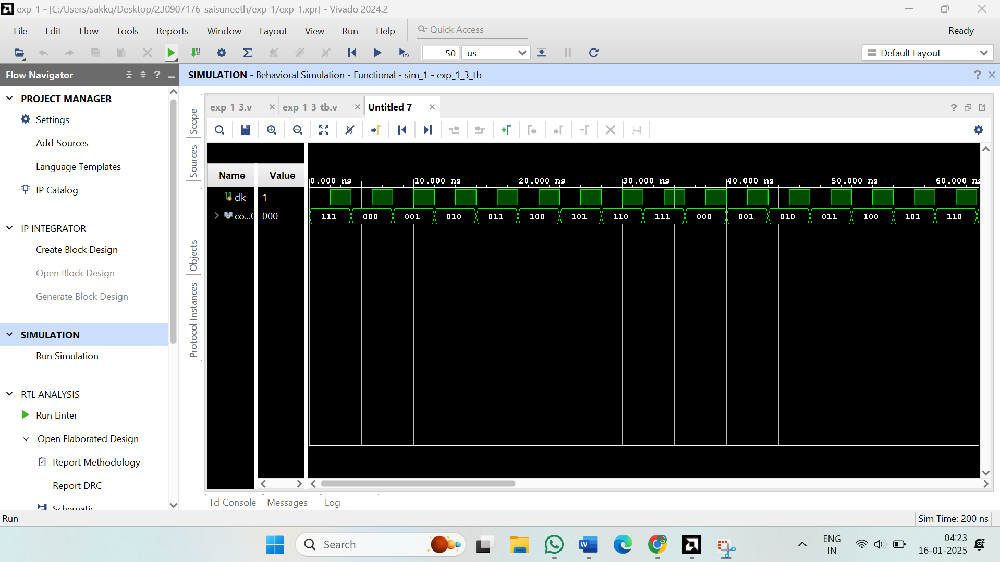 exp_1 - [C:/Users/sakku/Desktop/230907176_saisuneeth/exp_1/exp_1.xpr] - Vivado 2024.2
File Edit Flow Tools Reports Window Layout View Run Help Quick Access Ready
50 us Default Layout
Flow Navigator
PROJECT MANAGER
Settings
Add Sources
Language Templates
IP Catalog
IP INTEGRATOR
Create Block Design
Open Block Design
Generate Block Design
SIMULATION
Run Simulation
RTL ANALYSIS
Run Linter
Open Elaborated Design
Report Methodology
Report DRC
Schematic
SIMULATION - Behavioral Simulation - Functional - sim_1 - exp_1_3_tb
Scope
Sources
Objects
Protocol Instances
exp_1_3.v exp_1_3_tb.v Untitled 7
Name Value
0.000 ns 10.000 ns 20.000 ns 30.000 ns 40.000 ns 50.000 ns 60.000 ns
clk 1
co...0 000 111 000 001 010 011 100 101 110 111 000 001 010 011 100 101 110
Tcl Console Messages Log
Run Sim Time: 200 ns
Search ENG 04:23
IN 16-01-2025